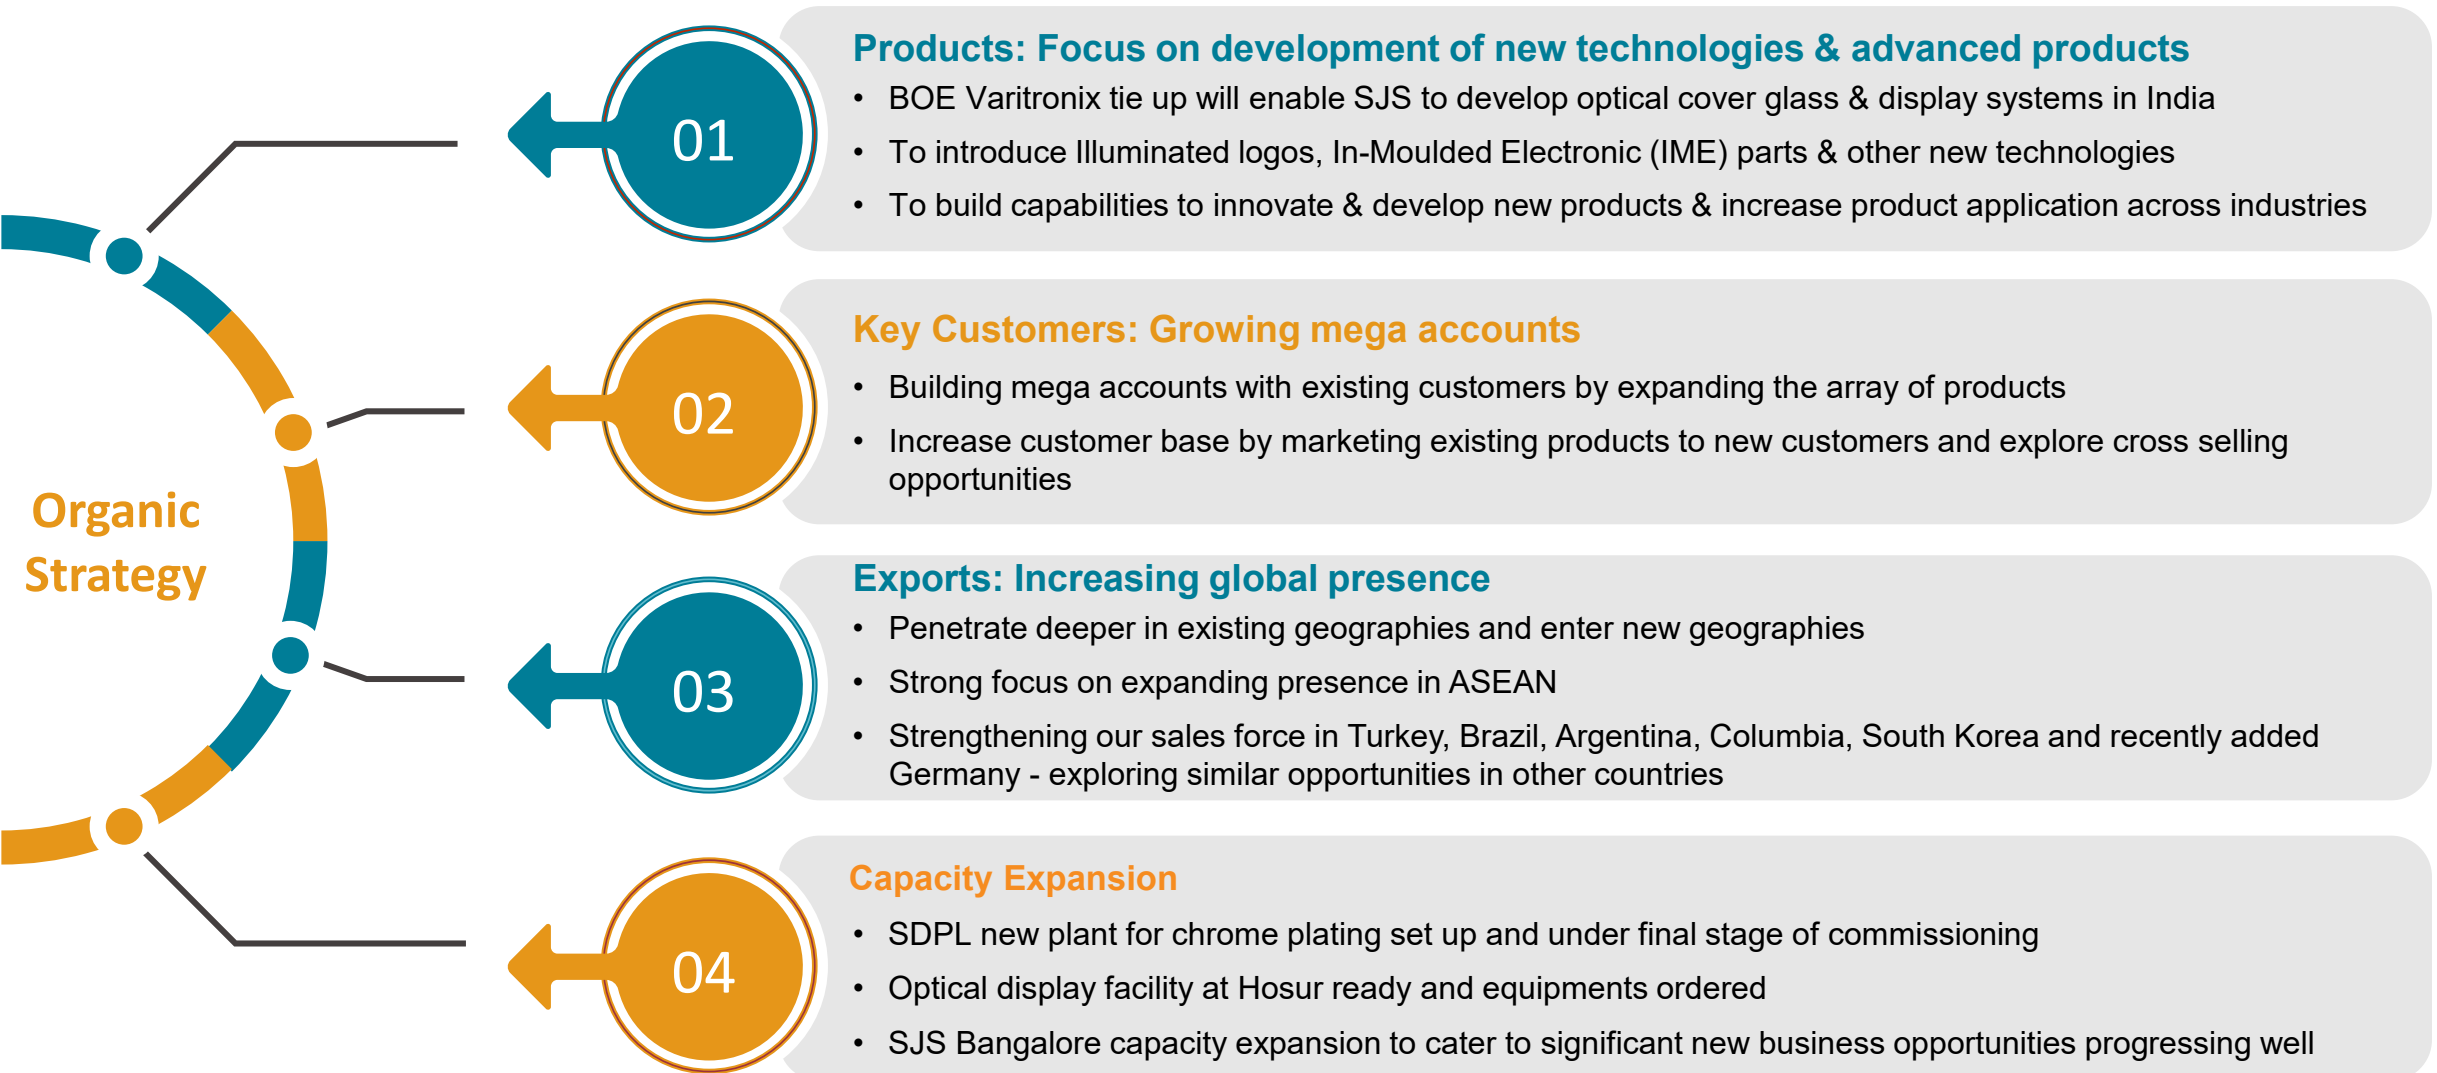 Organic
Strategy
01
Products: Focus on development of new technologies & advanced products
• BOE Varitronix tie up will enable SJS to develop optical cover glass & display systems in India
• To introduce Illuminated logos, In-Moulded Electronic (IME) parts & other new technologies
• To build capabilities to innovate & develop new products & increase product application across industries
02
Key Customers: Growing mega accounts
• Building mega accounts with existing customers by expanding the array of products
• Increase customer base by marketing existing products to new customers and explore cross selling
opportunities
03
Exports: Increasing global presence
• Penetrate deeper in existing geographies and enter new geographies
• Strong focus on expanding presence in ASEAN
• Strengthening our sales force in Turkey, Brazil, Argentina, Columbia, South Korea and recently added
Germany - exploring similar opportunities in other countries
04
Capacity Expansion
• SDPL new plant for chrome plating set up and under final stage of commissioning
• Optical display facility at Hosur ready and equipments ordered
• SJS Bangalore capacity expansion to cater to significant new business opportunities progressing well